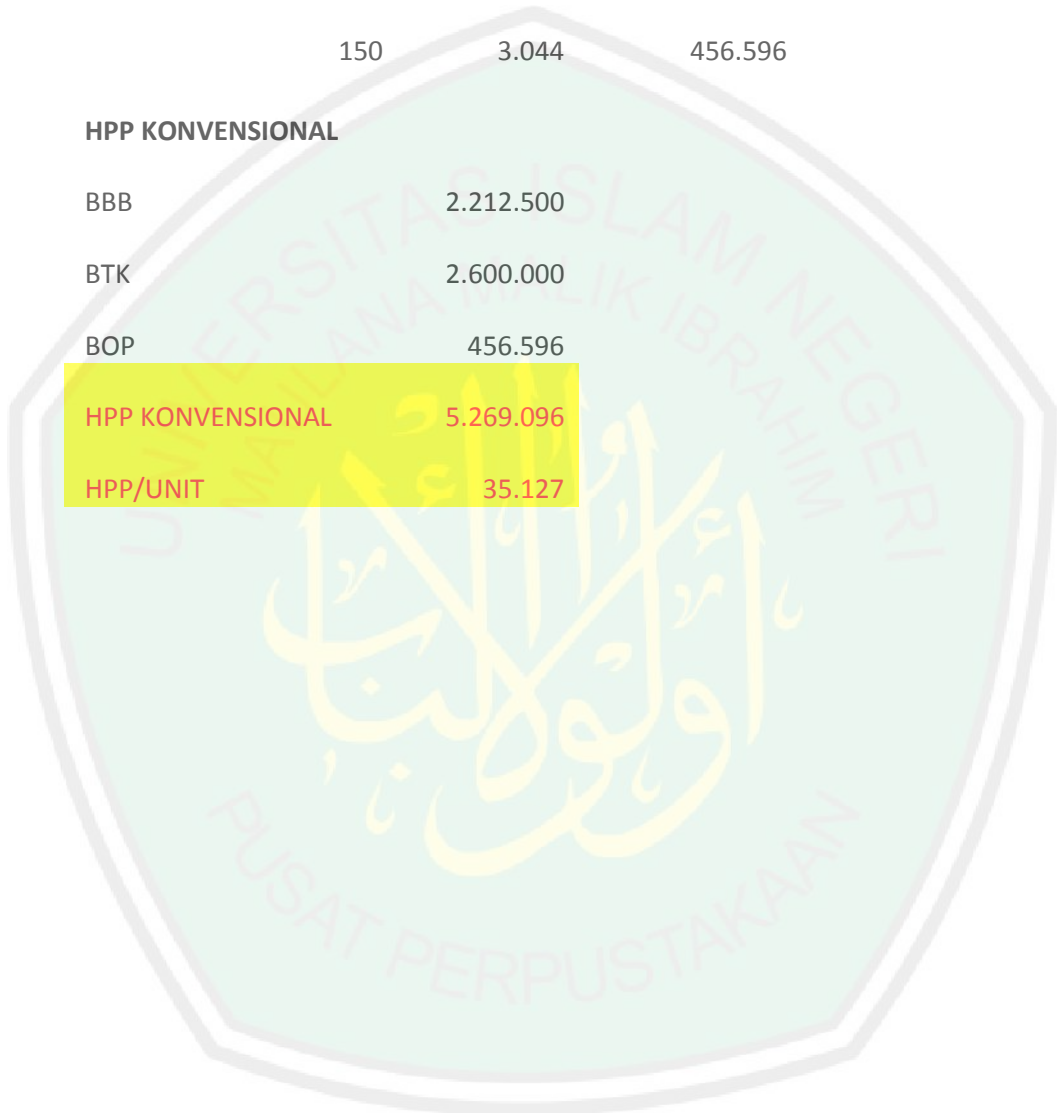 150 3.044 456.596
HPP KONVENSIONAL
BBB 2.212.500
BTK 2.600.000
BOP 456.596
HPP KONVENSIONAL 5.269.096
HPP/UNIT 35.127
UNIVERSITAS ISLAM NEGERI
MAULANA MALIK IBRAHIM
PUSAT PERPUSTAKAAN